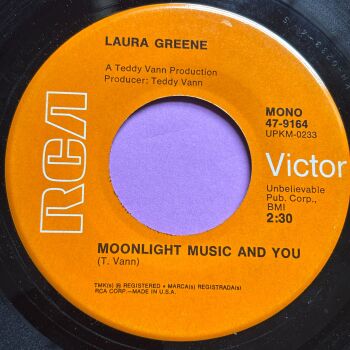 LAURA GREENE
A Teddy Vann Production
Producer: Teddy Vann
MONO
47-9164
UPKM-0233
RCA
Victor
Unbelievable
Pub. Corp.,
BMI
2:30
MOONLIGHT MUSIC AND YOU
(T. Vann)
TMK(s) ® REGISTERED • MARCA(s) REGISTRADA(s)
RCA CORP.—MADE IN U.S.A.